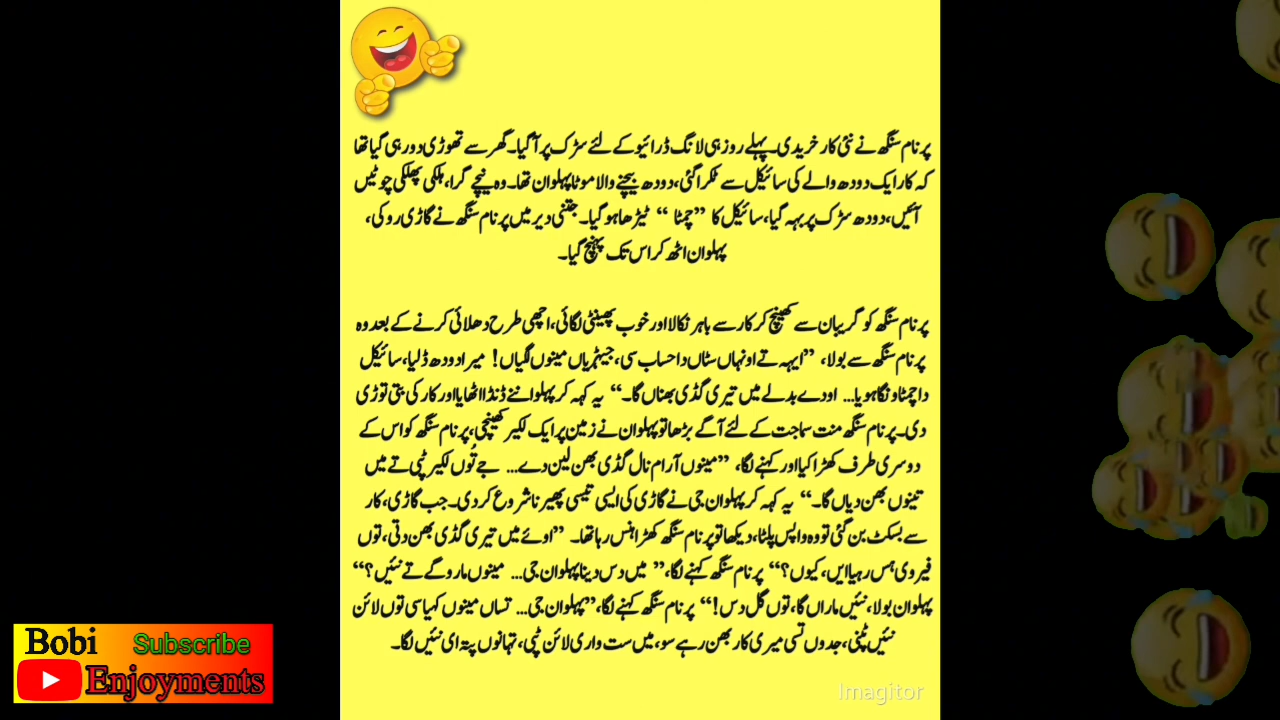 پرنام سنگھ نے نئی کار خریدی۔ پہلے روز ہی لانگ ڈرائیو کے لئے سڑک پر آگیا۔ گھر سے تھوڑی دور ہی گیا تھا
کہ کار ایک دودھ والے کی سائیکل سے ٹکرا گئی، دودھ بیچنے والا موٹا پہلوان تھا۔ وہ نیچے گرا، ہلکی پھلکی چوٹیں
آئیں، دودھ سڑک پر بہہ گیا، سائیکل کا ”چمٹا“ ٹیڑھا ہو گیا۔ جتنی دیر میں پرنام سنگھ نے گاڑی روکی،
پہلوان اٹھ کر اس تک پہنچ گیا۔
پرنام سنگھ کو گریبان سے کھینچ کر کار سے باہر نکالا اور خوب پھینٹی لگائی، اچھی طرح دھلائی کرنے کے بعد وہ
پرنام سنگھ سے بولا، ”ایہہ تے اونہاں سٹاں دا حساب سی، جیہڑیاں مینوں لگیاں! میرا دودھ ڈلیا، سائیکل
دا چمٹا ونگا ہویا... اودے بدلے میں تیری گڈی بھناں گا۔“ یہ کہہ کر پہلوان نے ڈنڈا اٹھایا اور کار کی بتی توڑی
دی۔ پرنام سنگھ منت سماجت کے لئے آگے بڑھا تو پہلوان نے زمین پر ایک لکیر کھینچی، پرنام سنگھ کو اس کے
دوسری طرف کھڑا کیا اور کہنے لگا، ”مینوں آرام نال گڈی بھن لین دے... جے تُوں لکیر ٹپی تے میں
تینوں بھن دیاں گا۔“ یہ کہہ کر پہلوان جی نے گاڑی کی ایسی تیسی پھیرنا شروع کر دی۔ جب گاڑی، کار
سے بسکٹ بن گئی تو وہ واپس پلٹا، دیکھا تو پرنام سنگھ کھڑا ہنس رہا تھا۔ ”اوئے میں تیری گڈی بھن دتی، توں
فیر وی ہس رہیا ایں، کیوں؟“ پرنام سنگھ کہنے لگا، ”میں دس دینا پہلوان جی... مینوں مارو گے تے نئیں؟“
پہلوان بولا، نئیں ماراں گا، توں گل دس!“ پرنام سنگھ کہنے لگا، ”پہلوان جی... تساں مینوں کہیا سی توں لائن
نئیں ٹپنی، جدوں تسی میری کار بھن رہے سو، میں ست واری لائن ٹپی، تہانوں پتہ ای نئیں لگا۔
Imagitor
Bobi Subscribe
Enjoyments